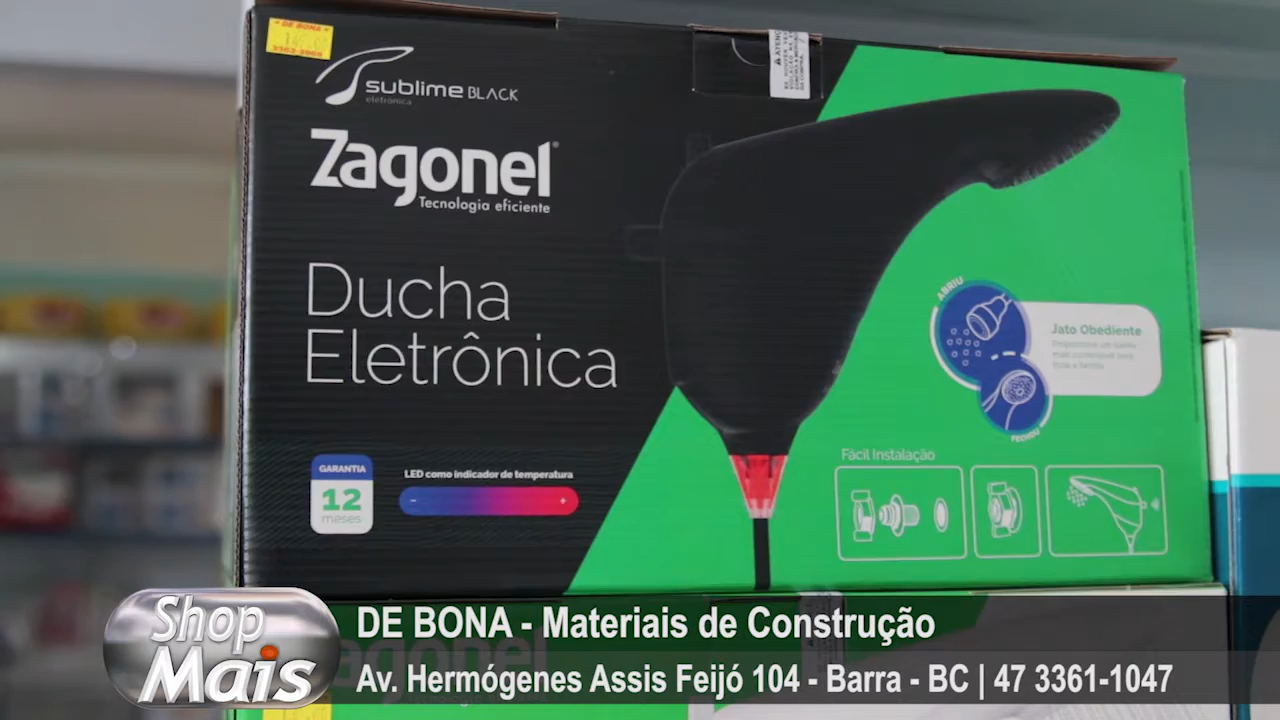 DE BONA
sublime BLACK
eletrônica
Zagonel
Tecnologia eficiente
Ducha
Eletrônica
GARANTIA
12
meses
LED como indicador de temperatura
- +
ABRIU
Jato Obediente
FECHOU
Fácil Instalação
Shop
Mais
DE BONA - Materiais de Construção
Av. Hermógenes Assis Feijó 104 - Barra - BC | 47 3361-1047